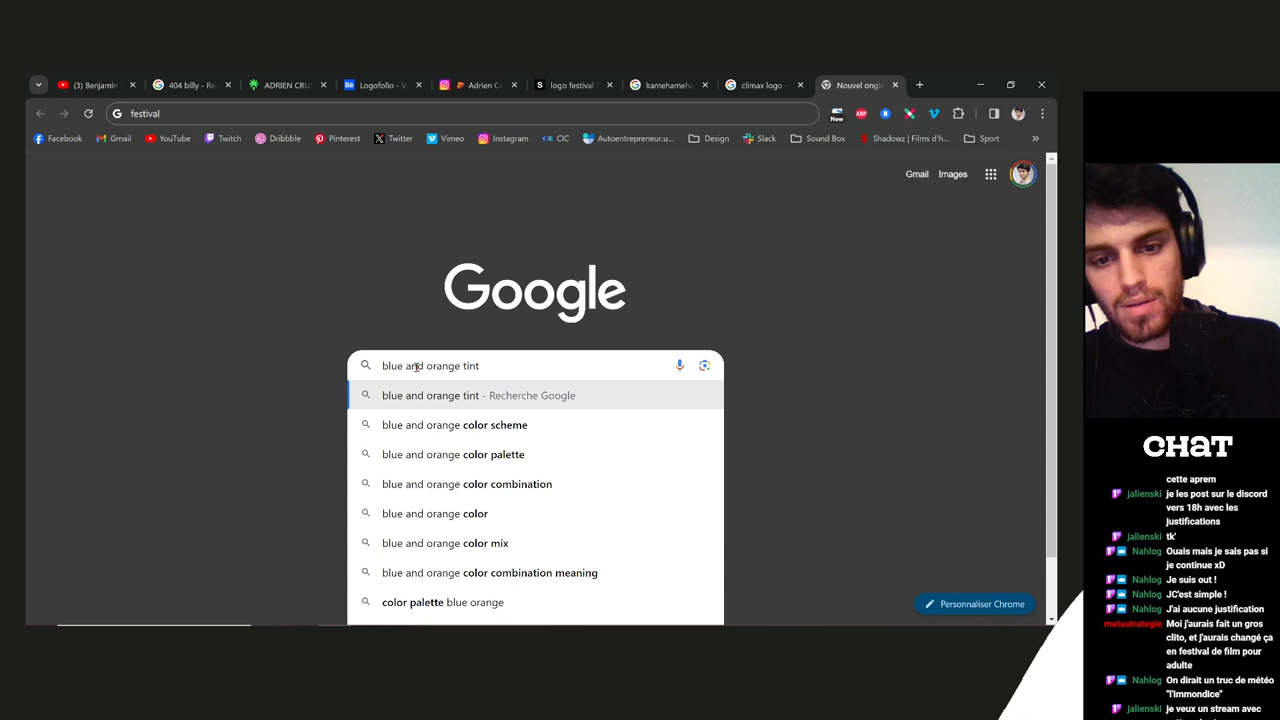 (3) Benjamin
404 billy - Re
ADRIEN CRU
Logofolio - V
Adrien Co
logo festival f
kamehameha
climax logo -
Nouvel ongl
festival
New
ABP
Facebook
Gmail
YouTube
Twitch
Dribbble
Pinterest
Twitter
Vimeo
Instagram
CIC
Autoentrepreneur.u...
Design
Slack
Sound Box
Shadowz | Films d'h...
Sport
»
Gmail
Images
Google
blue and orange tint
blue and orange tint - Recherche Google
blue and orange color scheme
blue and orange color palette
blue and orange color combination
blue and orange color
blue and orange color mix
blue and orange color combination meaning
color palette blue orange
Personnaliser Chrome
CHAT
cette aprem
jalienski je les post sur le discord
vers 18h avec les
justifications
jalienski tk'
Nahlog Ouais mais je sais pas si
je continue xD
Nahlog Je suis out !
Nahlog JC'est simple !
Nahlog J'ai aucune justification
metastrategie Moi j'aurais fait un gros
clito, et j'aurais changé ça
en festival de film pour
adulte
Nahlog On dirait un truc de météo
"l'Immondice"
jalienski je veux un stream avec